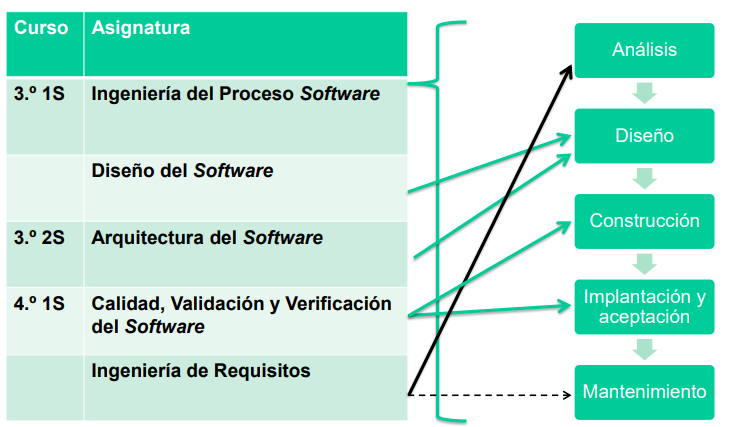 Curso Asignatura
3.º 1S Ingeniería del Proceso Software
Diseño del Software
3.º 2S Arquitectura del Software
4.º 1S Calidad, Validación y Verificación
del Software
Ingeniería de Requisitos
Análisis
Diseño
Construcción
Implantación y
aceptación
Mantenimiento